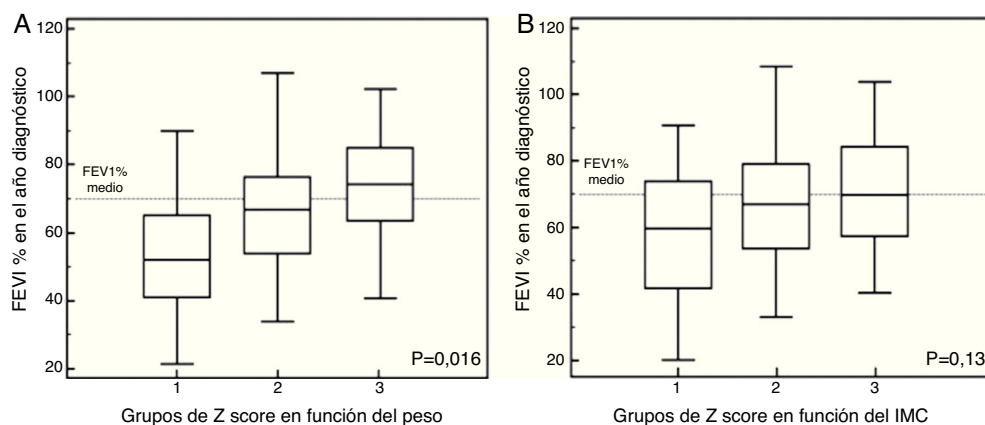 A
FEVI % en el año diagnóstico
120
100
80
60
40
20
FEV1%
medio
P=0,016
1
2
3
Grupos de Z score en función del peso
B
FEVI % en el año diagnóstico
120
100
80
60
40
20
FEV1%
medio
P=0,13
1
2
3
Grupos de Z score en función del IMC